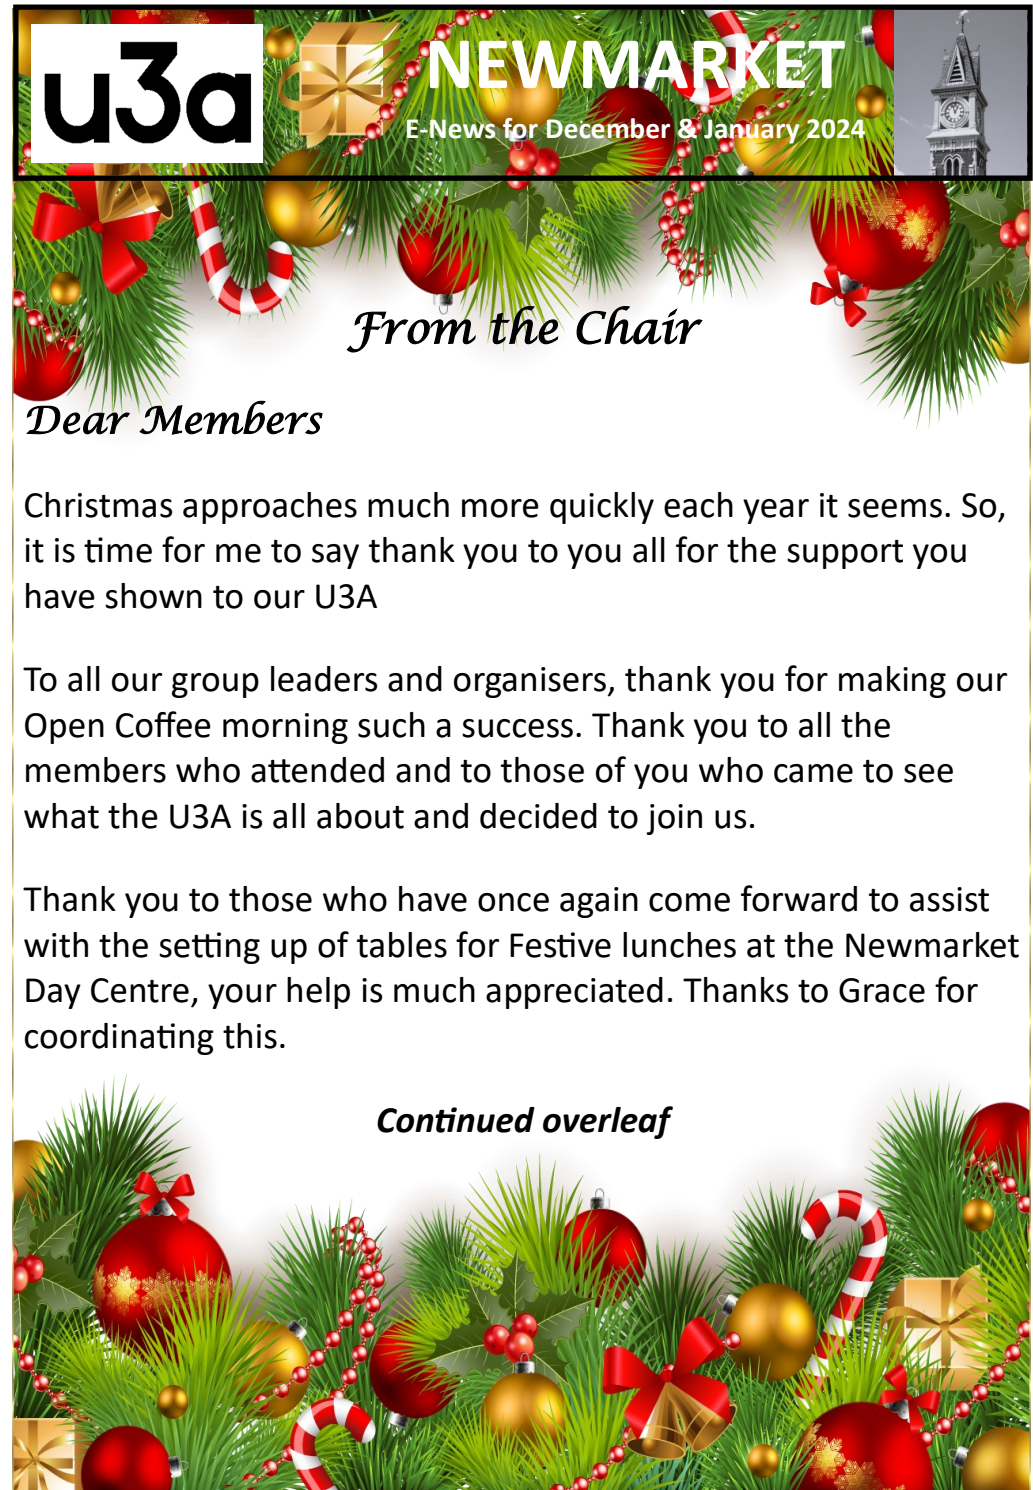 u3a
NEWMARKET
E-News for December & January 2024
From the Chair
Dear Members
Christmas approaches much more quickly each year it seems. So,
it is time for me to say thank you to you all for the support you
have shown to our U3A
To all our group leaders and organisers, thank you for making our
Open Coffee morning such a success. Thank you to all the
members who attended and to those of you who came to see
what the U3A is all about and decided to join us.
Thank you to those who have once again come forward to assist
with the setting up of tables for Festive lunches at the Newmarket
Day Centre, your help is much appreciated. Thanks to Grace for
coordinating this.
Continued overleaf